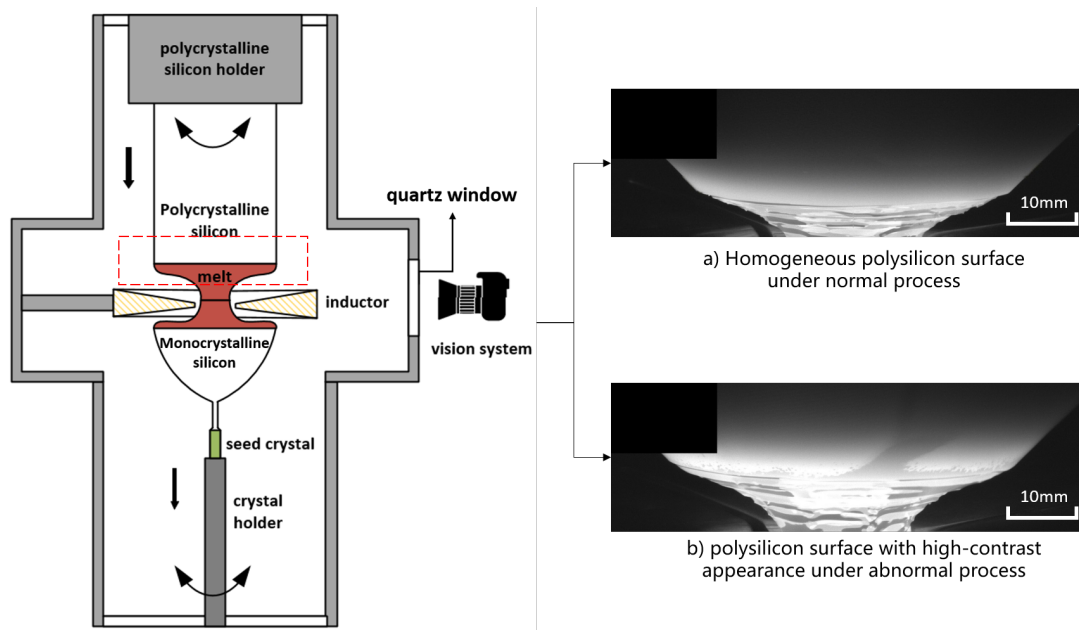 polycrystalline
silicon holder
Polycrystalline
silicon
melt
inductor
Monocrystalline
silicon
seed crystal
crystal
holder
quartz window
vision system
10mm
a) Homogeneous polysilicon surface
under normal process
10mm
b) polysilicon surface with high-contrast
appearance under abnormal process